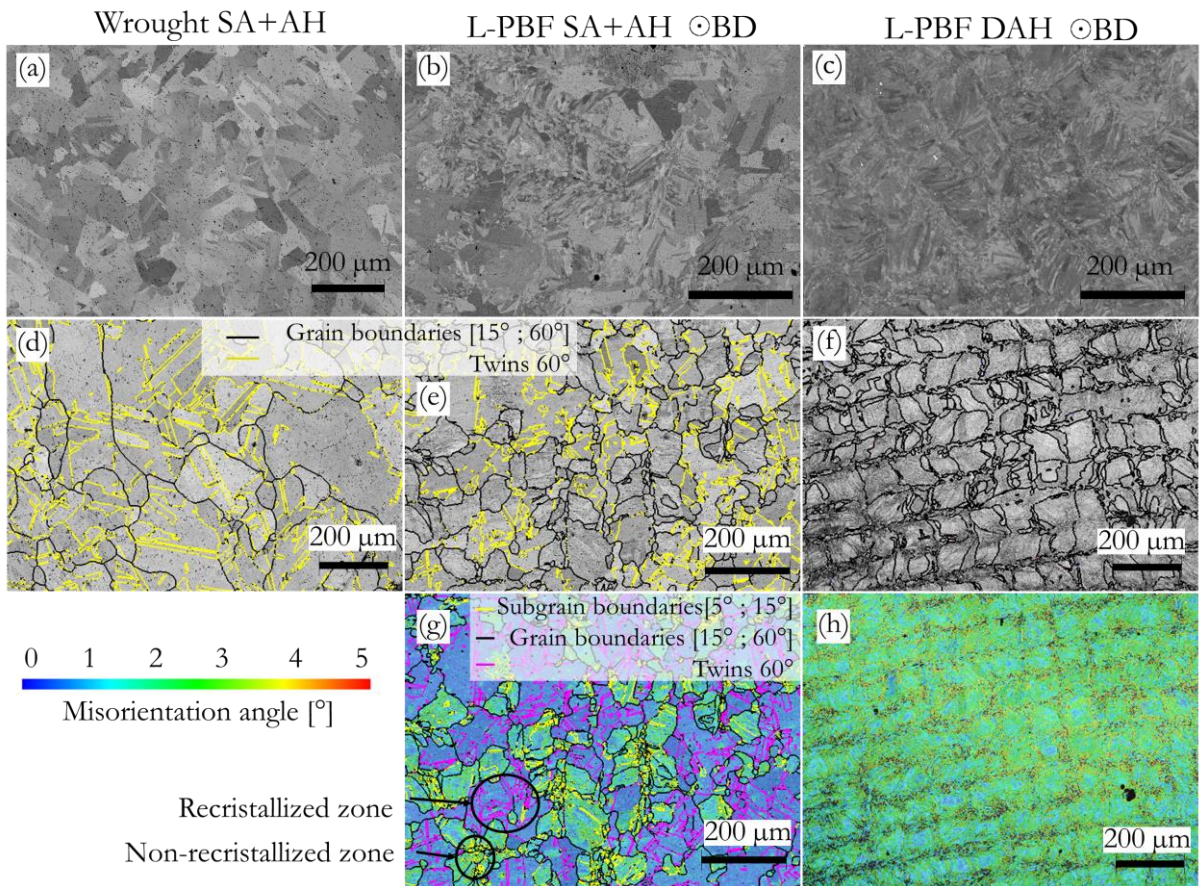 Wrought SA+AH
L-PBF SA+AH ⊙BD
L-PBF DAH ⊙BD
(a)
(b)
(c)
200 µm
200 µm
200 µm
(d)
Grain boundaries [15° ; 60°]
Twins 60°
(e)
(f)
200 µm
200 µm
200 µm
(g)
Subgrain boundaries[5° ; 15°]
Grain boundaries [15° ; 60°]
Twins 60°
(h)
0 1 2 3 4 5
Misorientation angle [°]
Recristallized zone
Non-recristallized zone
200 µm
200 µm